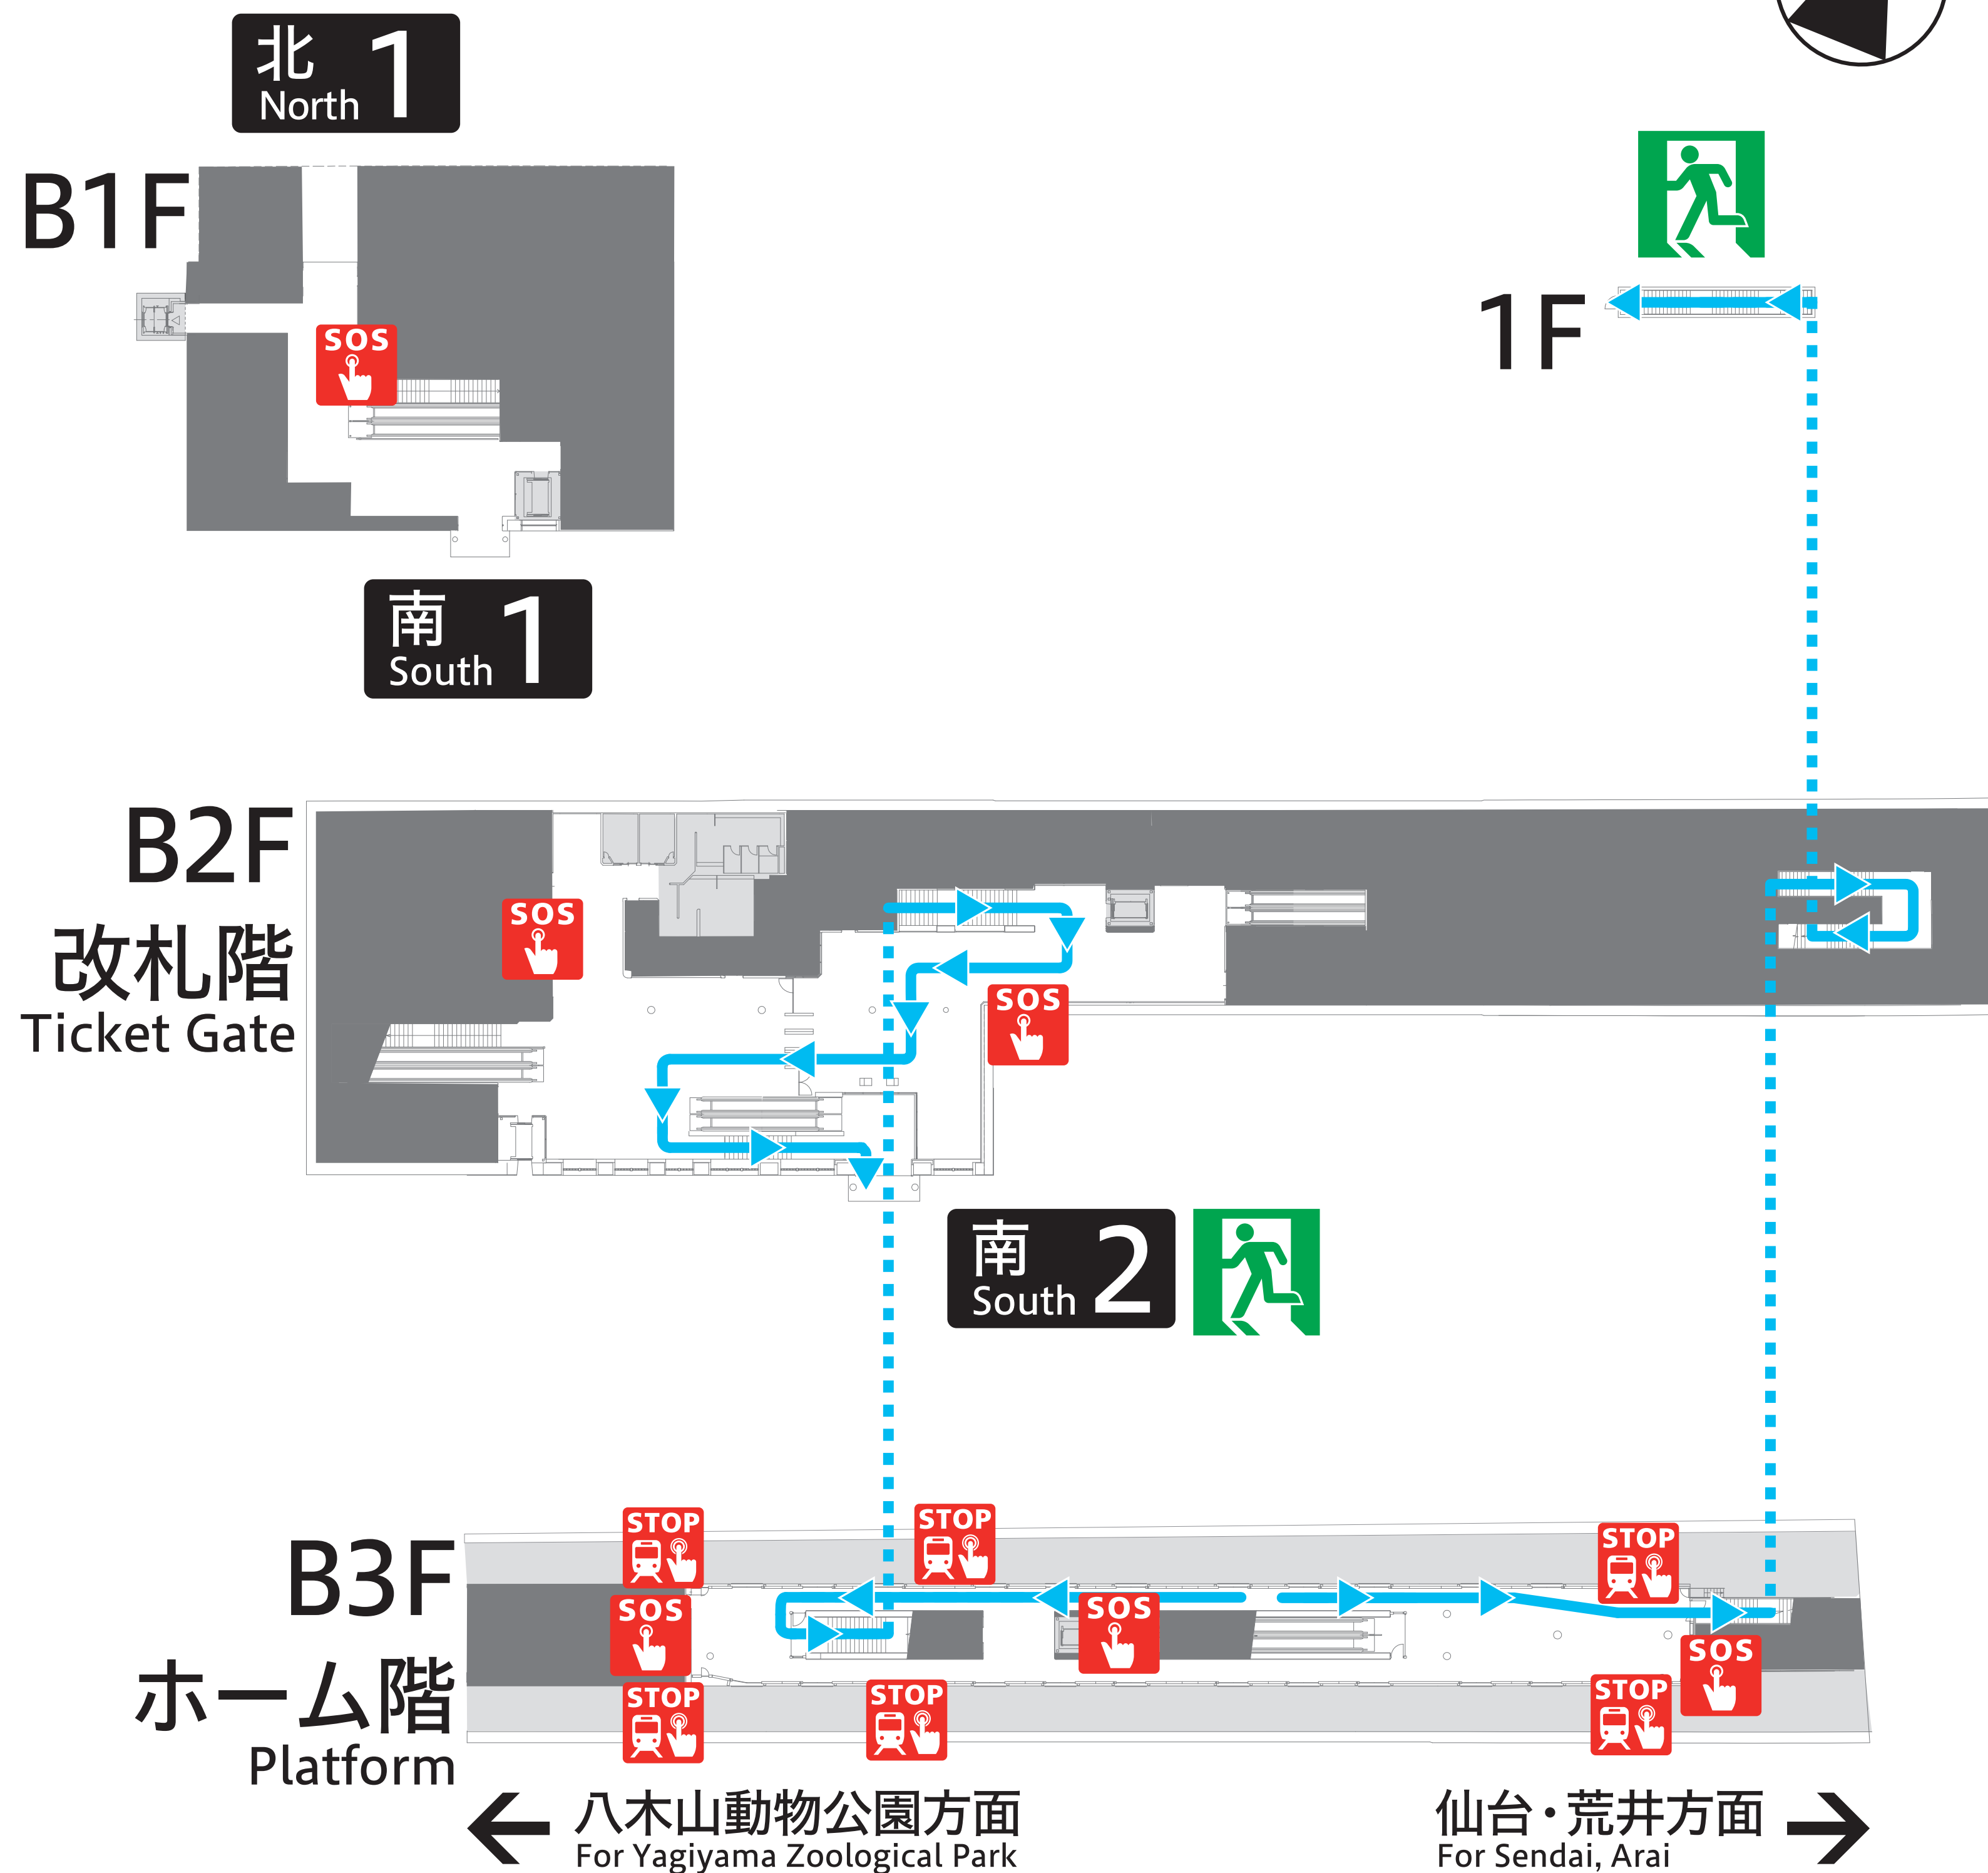 北 1
North
B1F
SOS
1F
南 1
South
B2F
改札階
Ticket Gate
SOS
SOS
南 2
South
B3F
ホーム階
Platform
STOP
STOP
STOP
SOS
SOS
SOS
STOP
STOP
STOP
八木山動物公園方面
For Yagiyama Zoological Park
仙台・荒井方面
For Sendai, Arai